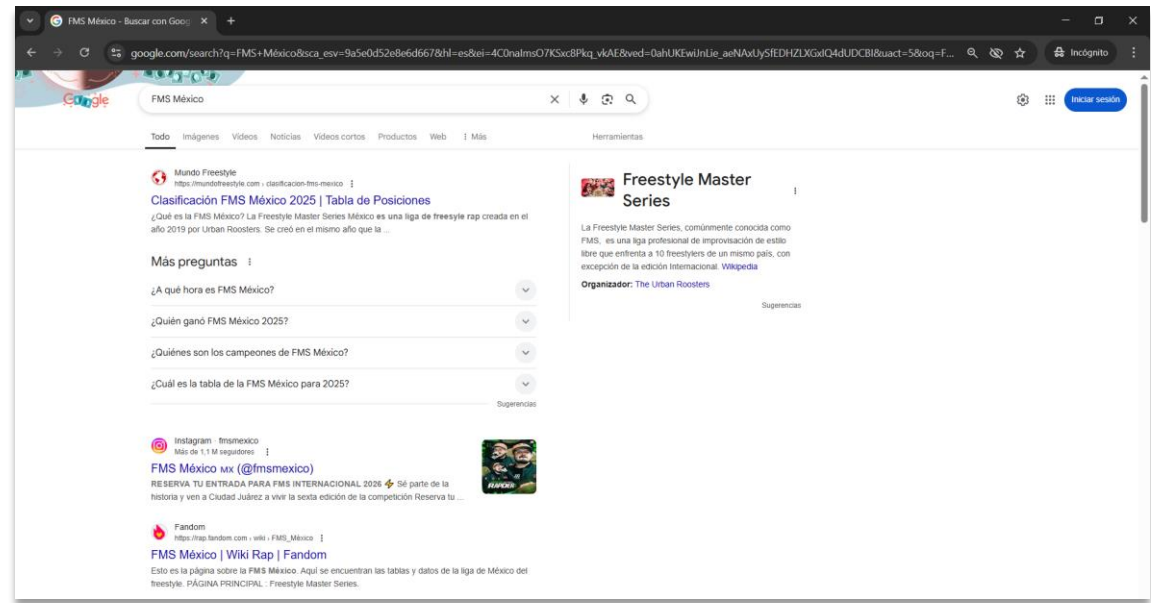 FMS México - Buscar con Goog
google.com/search?q=FMS+México&sca_esv=9a5e0d52e8e6d667&hl=es&ei=4C0nalmsO7KSxc8Pkq_vkAE&ved=0ahUKEwiJnLie_aeNAxUySfEDHZLXGxIQ4dUDCBI&uact=5&oq=F...
Incógnito
Google
FMS México
Iniciar sesión
Todo Imágenes Videos Noticias Videos cortos Productos Web Más Herramientas
Mundo Freestyle
https://mundofreestyle.com › clasificacion-fms-mexico
Clasificación FMS México 2025 | Tabla de Posiciones
¿Qué es la FMS México? La Freestyle Master Series México es una liga de freesyle rap creada en el
año 2019 por Urban Roosters. Se creó en el mismo año que la ...
Más preguntas
¿A qué hora es FMS México?
¿Quién ganó FMS México 2025?
¿Quiénes son los campeones de FMS México?
¿Cuál es la tabla de la FMS México para 2025?
Sugerencias
Instagram · fmsmexico
Más de 1,1 M seguidores
FMS México MX (@fmsmexico)
RESERVA TU ENTRADA PARA FMS INTERNACIONAL 2026 ⚡ Sé parte de la
historia y ven a Ciudad Juárez a vivir la sexta edición de la competición Reserva tu ...
Fandom
https://rap.fandom.com › wiki › FMS_México
FMS México | Wiki Rap | Fandom
Esto es la página sobre la FMS México. Aquí se encuentran las tablas y datos de la liga de México del
freestyle. PÁGINA PRINCIPAL : Freestyle Master Series.
Freestyle Master
Series
La Freestyle Master Series, comúnmente conocida como
FMS, es una liga profesional de improvisación de estilo
libre que enfrenta a 10 freestylers de un mismo país, con
excepción de la edición Internacional. Wikipedia
Organizador: The Urban Roosters
Sugerencias